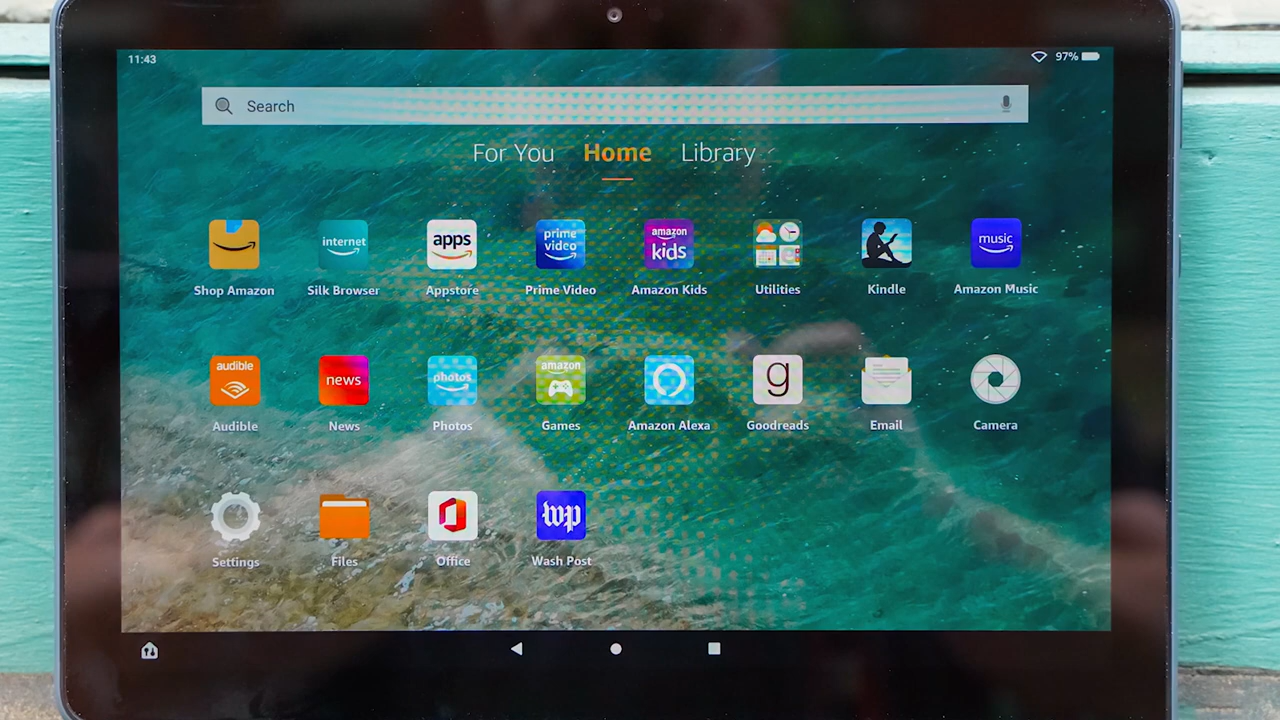 11:43
97%
Search
For You Home Library
internet
apps
prime
video
amazon
kids
music
Shop Amazon Silk Browser Appstore Prime Video Amazon Kids Utilities Kindle Amazon Music
audible
news
photos
amazon
g
Audible News Photos Games Amazon Alexa Goodreads Email Camera
wp
Settings Files Office Wash Post